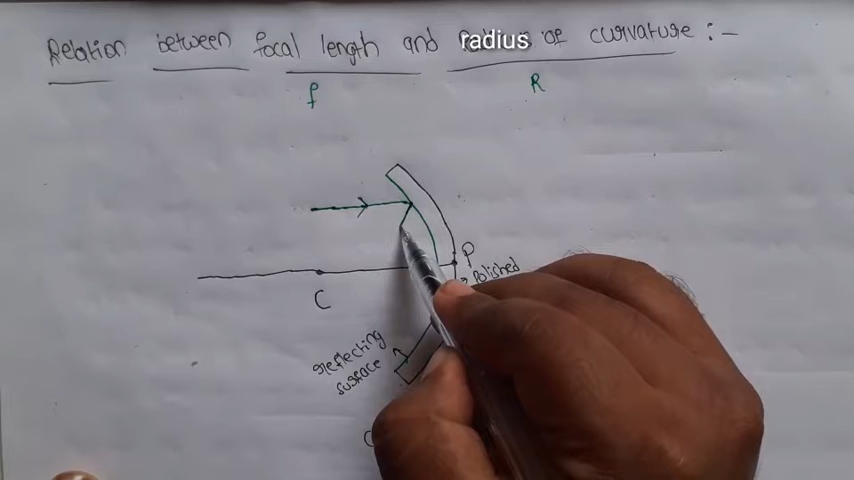 Relation between focal length and radius of curvature :-
f R
P
Polished
C
reflecting
surface
C